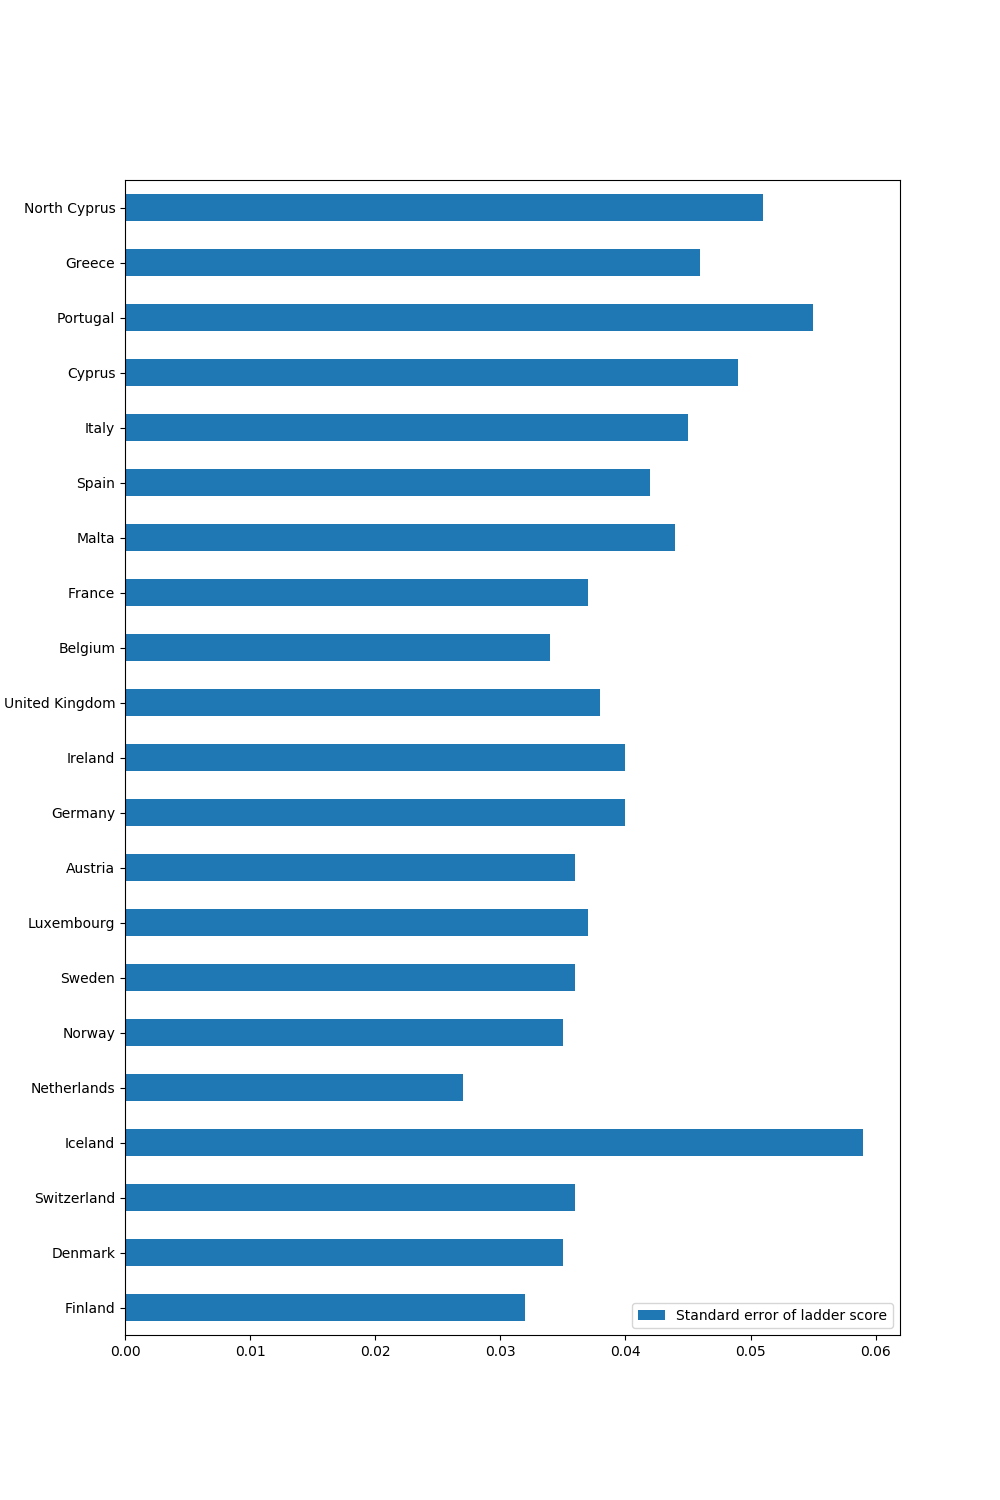 North Cyprus
Greece
Portugal
Cyprus
Italy
Spain
Malta
France
Belgium
United Kingdom
Ireland
Germany
Austria
Luxembourg
Sweden
Norway
Netherlands
Iceland
Switzerland
Denmark
Finland
Standard error of ladder score
0.00 0.01 0.02 0.03 0.04 0.05 0.06